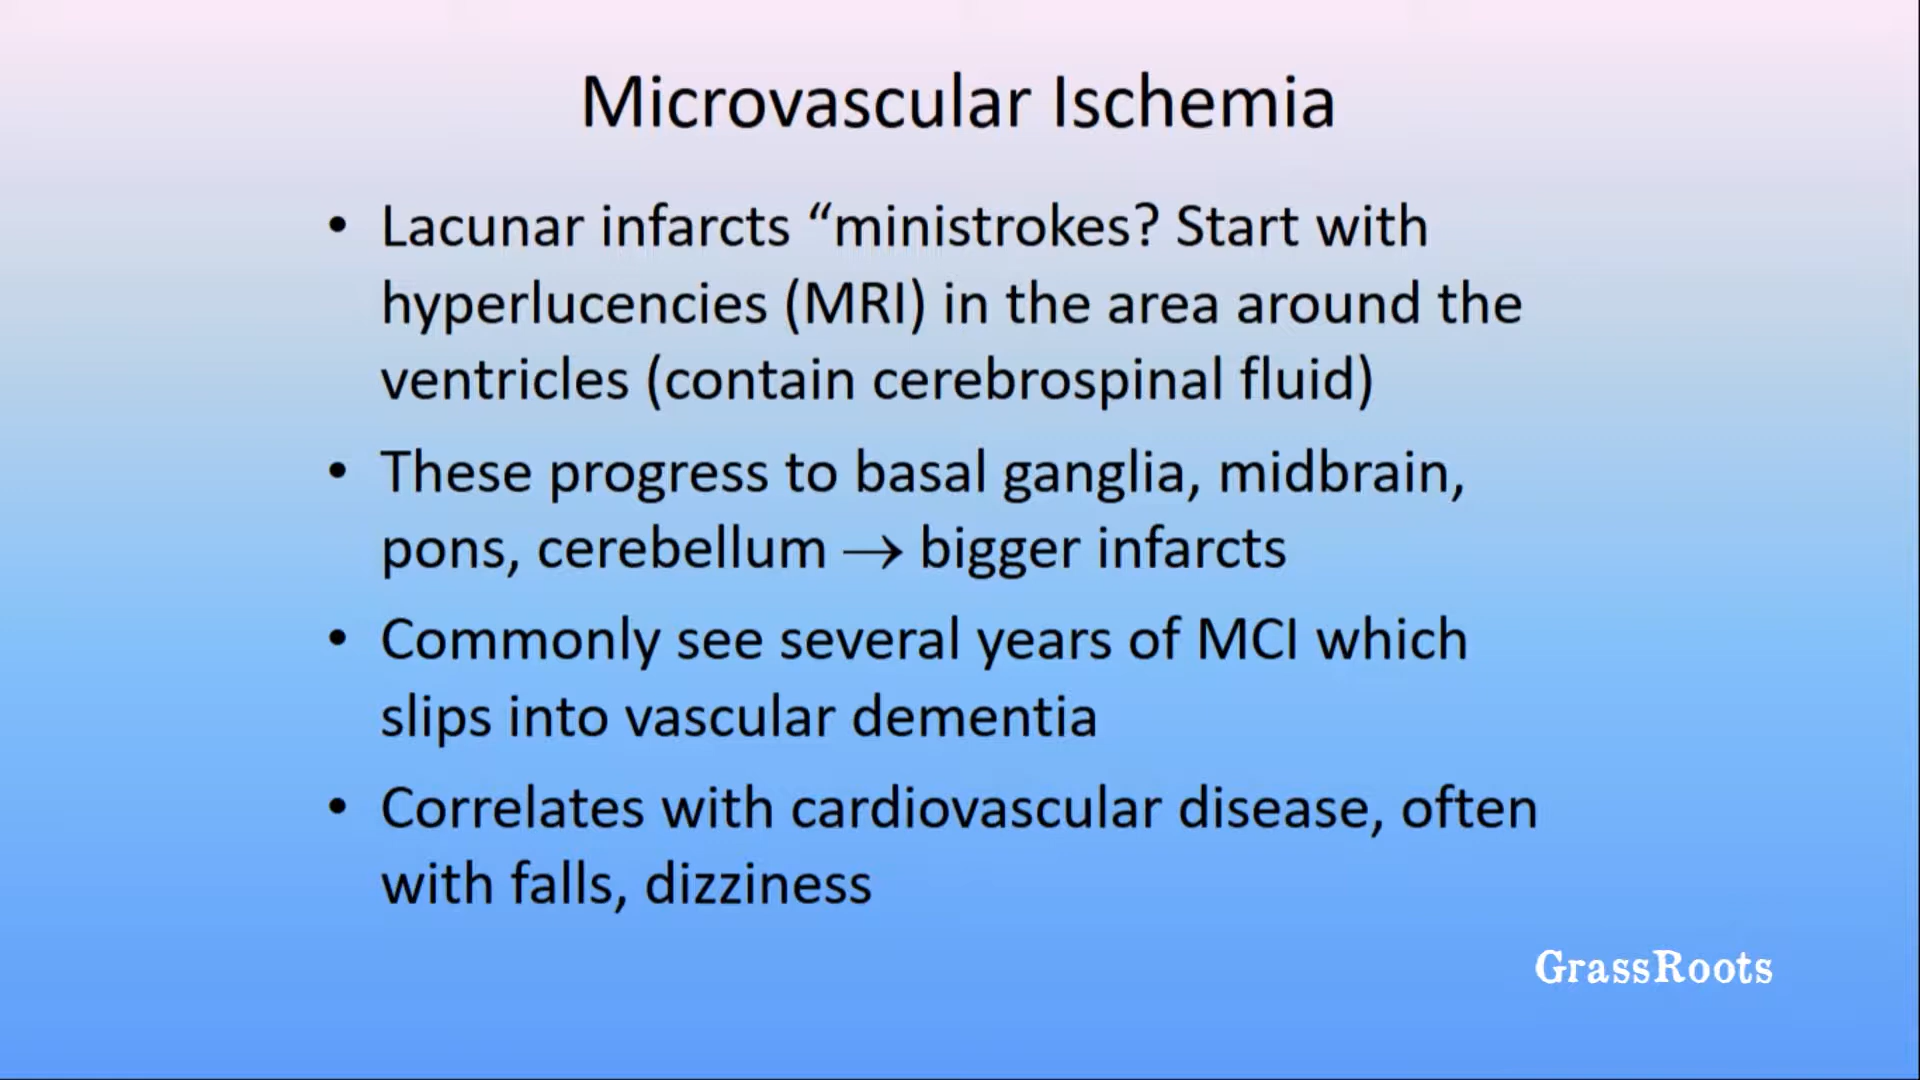 Microvascular Ischemia
• Lacunar infarcts “ministrokes? Start with
hyperlucencies (MRI) in the area around the
ventricles (contain cerebrospinal fluid)
• These progress to basal ganglia, midbrain,
pons, cerebellum → bigger infarcts
• Commonly see several years of MCI which
slips into vascular dementia
• Correlates with cardiovascular disease, often
with falls, dizziness
GrassRoots